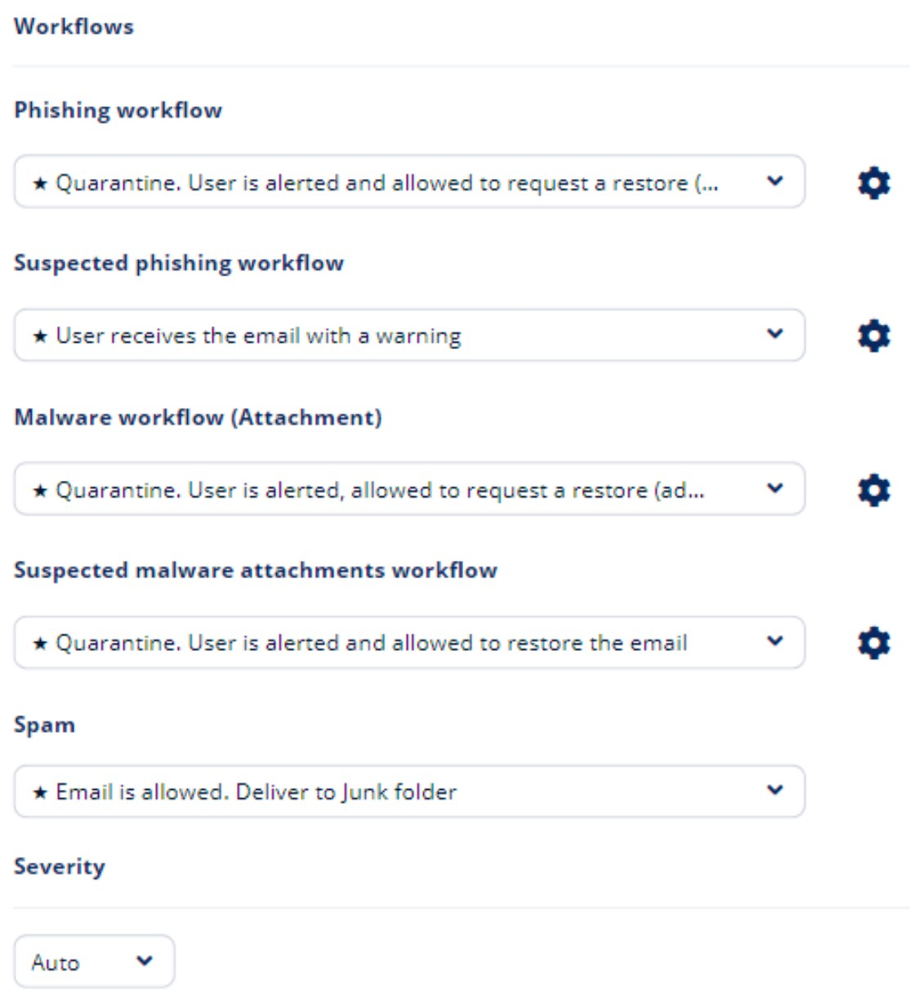 Workflows
Phishing workflow
★ Quarantine. User is alerted and allowed to request a restore (...
Suspected phishing workflow
★ User receives the email with a warning
Malware workflow (Attachment)
★ Quarantine. User is alerted, allowed to request a restore (ad...
Suspected malware attachments workflow
★ Quarantine. User is alerted and allowed to restore the email
Spam
★ Email is allowed. Deliver to Junk folder
Severity
Auto